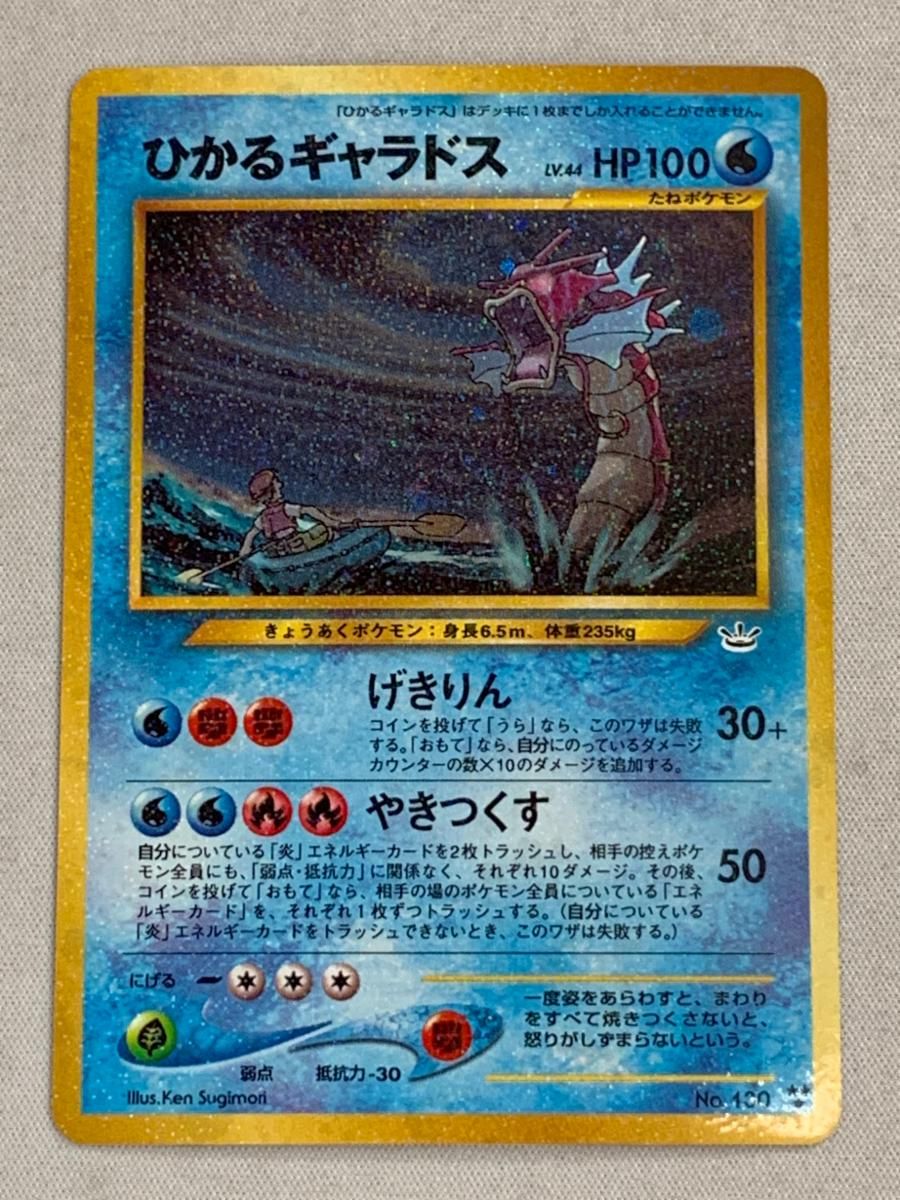 「ひかるギャラドス」はデッキに1枚までしか入れることができません。
ひかるギャラドス LV.44 HP100
たねポケモン
きょうあくポケモン：身長6.5m、体重235kg
げきりん
コインを投げて「うら」なら、このワザは失敗
する。「おもて」なら、自分にのっているダメージ
カウンターの数×10のダメージを追加する。
30+
やきつくす
自分についている「炎」エネルギーカードを2枚トラッシュし、相手の控えポケ
モン全員にも、「弱点・抵抗力」に関係なく、それぞれ10ダメージ。その後、
コインを投げて「おもて」なら、相手の場のポケモン全員についている「エネ
ルギーカード」を、それぞれ1枚ずつトラッシュする。（自分についている
「炎」エネルギーカードをトラッシュできないとき、このワザは失敗する。）
50
にげる
一度姿をあらわすと、まわり
をすべて焼きつくさないと、
怒りがしずまらないという。
弱点 抵抗力-30
Illus.Ken Sugimori
No.130